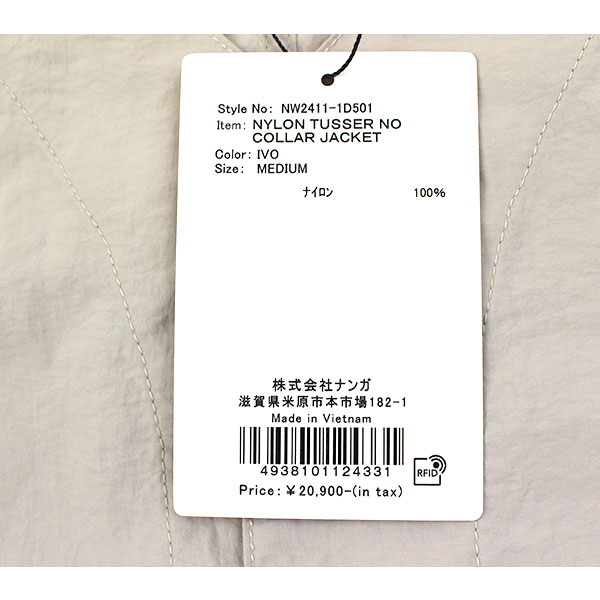 Style No: NW2411-1D501
Item: NYLON TUSSER NO
COLLAR JACKET
Color: IVO
Size: MEDIUM
ナイロン 100%
株式会社ナンガ
滋賀県米原市本市場182-1
Made in Vietnam
4938101124331
RFID
Price: ¥20,900-(in tax)